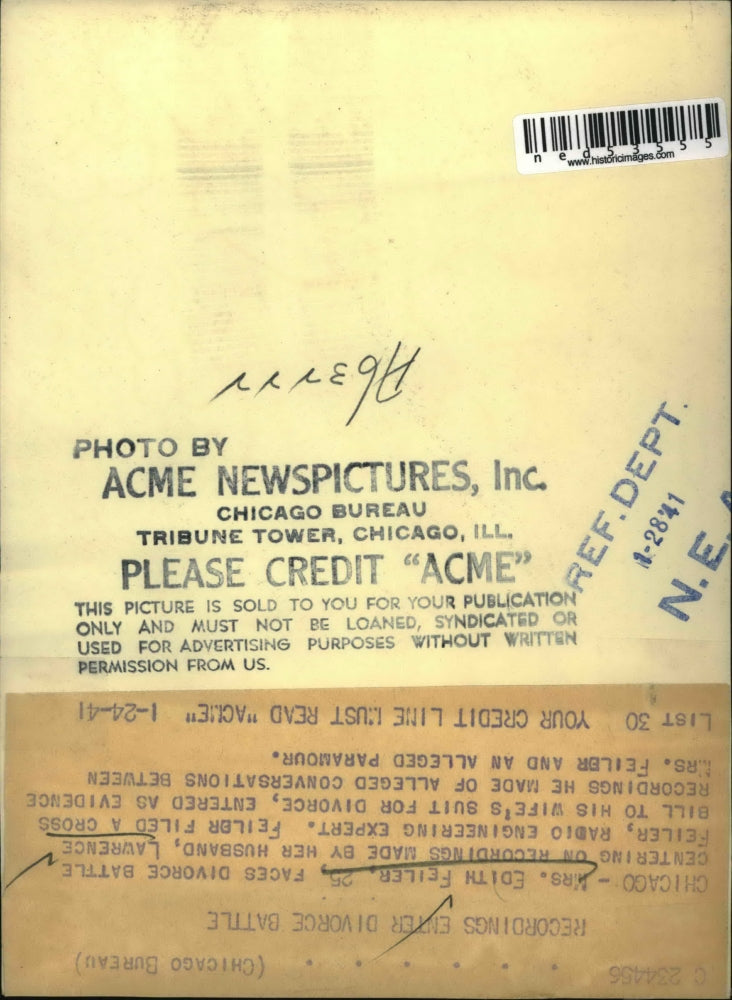 ned53555
www.historicimages.com
PHOTO BY
ACME NEWSPICTURES, Inc.
CHICAGO BUREAU
TRIBUNE TOWER, CHICAGO, ILL.
PLEASE CREDIT “ACME”
THIS PICTURE IS SOLD TO YOU FOR YOUR PUBLICATION
ONLY AND MUST NOT BE LOANED, SYNDICATED OR
USED FOR ADVERTISING PURPOSES WITHOUT WRITTEN
PERMISSION FROM US.
REF. DEPT.
1-28'41
N.E.A
C 234456 . . . . . . (CHICAGO BUREAU)
RECORDINGS ENTER DIVORCE BATTLE
CHICAGO - MRS. EDITH FEILER, 25, FACES DIVORCE BATTLE
CENTERING ON RECORDINGS MADE BY HER HUSBAND, LAWRENCE
FEILER, RADIO ENGINEERING EXPERT. FEILER FILED A CROSS
BILL TO HIS WIFE'S SUIT FOR DIVORCE, ENTERED AS EVIDENCE
RECORDINGS HE MADE OF ALLEGED CONVERSATIONS BETWEEN
MRS. FEILER AND AN ALLEGED PARAMOUR.
LIST 30 YOUR CREDIT LINE MUST READ "ACME" 1-24-41